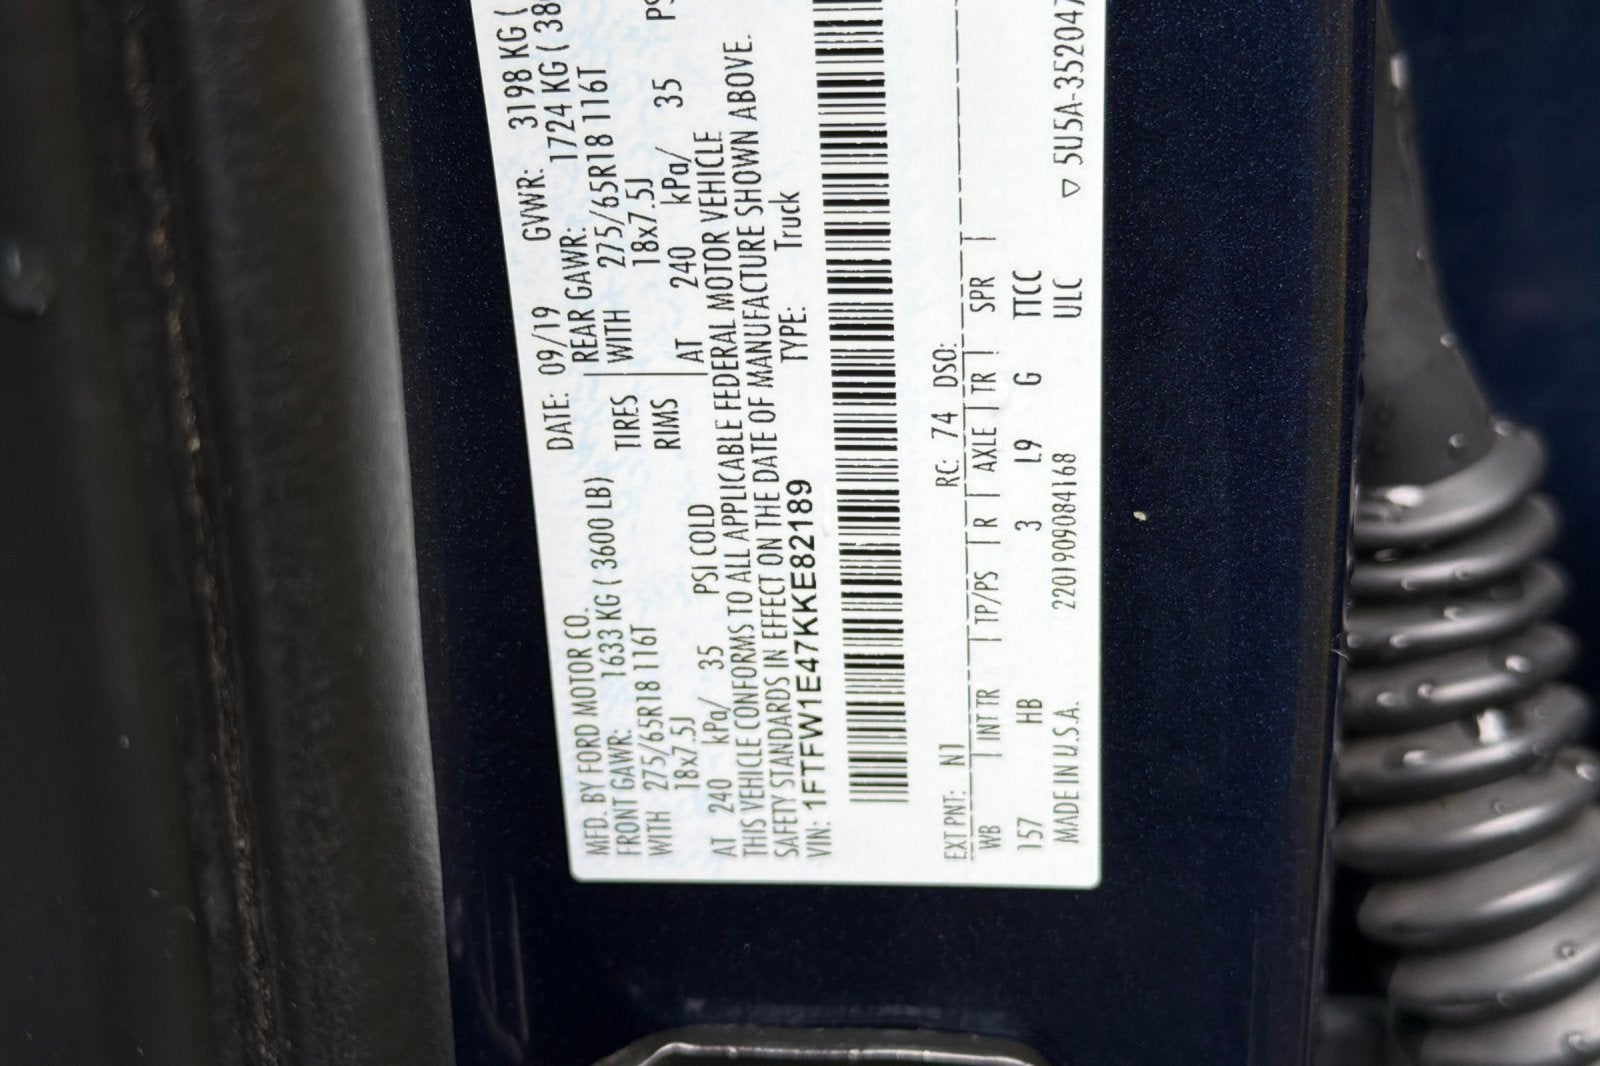 MFD. BY FORD MOTOR CO.
DATE: 09/19 GVWR: 3198 KG (
FRONT GAWR: 1633 KG ( 3600 LB) REAR GAWR: 1724 KG ( 38
WITH 275/65R18 116T TIRES WITH 275/65R18 116T
18x7.5J RIMS 18x7.5J
AT 240 kPa/ 35 PSI COLD AT 240 kPa/ 35 PS
THIS VEHICLE CONFORMS TO ALL APPLICABLE FEDERAL MOTOR VEHICLE
SAFETY STANDARDS IN EFFECT ON THE DATE OF MANUFACTURE SHOWN ABOVE.
VIN: 1FTFW1E47KKE82189 TYPE: Truck
EXT PNT: N1 RC: 74 DSO:
WB | INT TR | TP/PS | R | AXLE | TR | SPR |
157 HB 3 L9 G TTCC
MADE IN U.S.A. 220190909084168 ULC
▽ 5U5A-3520472